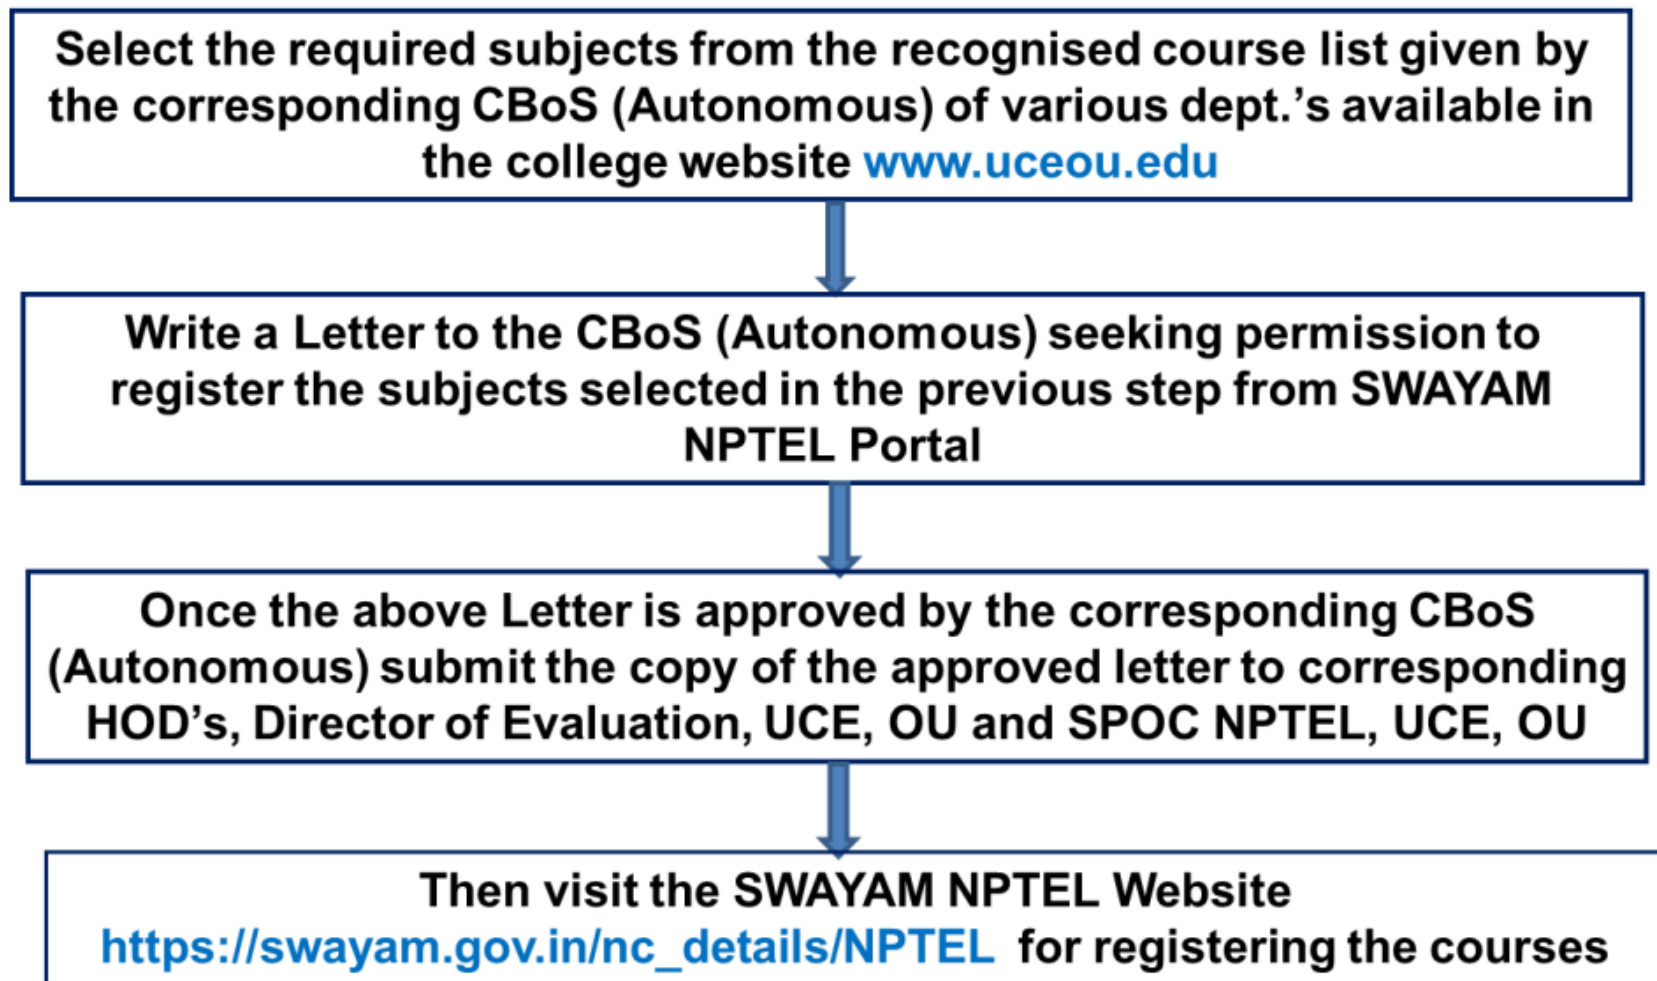 Select the required subjects from the recognised course list given by
the corresponding CBoS (Autonomous) of various dept.'s available in
the college website www.uceou.edu
Write a Letter to the CBoS (Autonomous) seeking permission to
register the subjects selected in the previous step from SWAYAM
NPTEL Portal
Once the above Letter is approved by the corresponding CBoS
(Autonomous) submit the copy of the approved letter to corresponding
HOD's, Director of Evaluation, UCE, OU and SPOC NPTEL, UCE, OU
Then visit the SWAYAM NPTEL Website
https://swayam.gov.in/nc_details/NPTEL for registering the courses